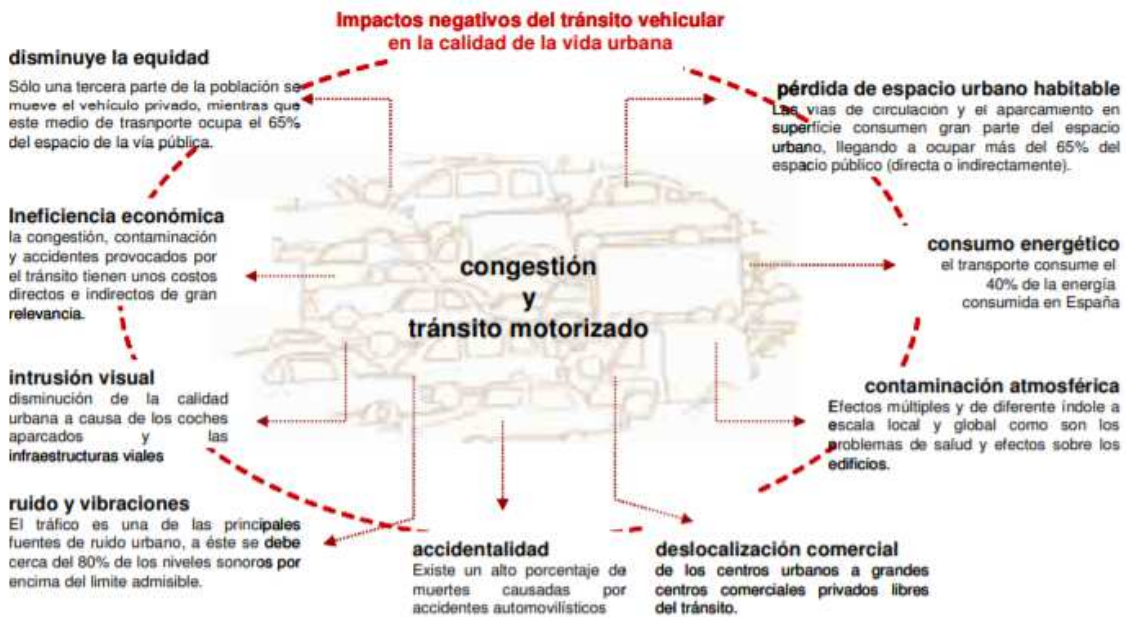 Impactos negativos del tránsito vehicular
en la calidad de la vida urbana
disminuye la equidad
Sólo una tercera parte de la población se
mueve el vehículo privado, mientras que
este medio de trasnporte ocupa el 65%
del espacio de la vía pública.
pérdida de espacio urbano habitable
Las vías de circulación y el aparcamiento en
superfície consumen gran parte del espacio
urbano, llegando a ocupar más del 65% del
espacio público (directa o indirectamente).
Ineficiencia económica
la congestión, contaminación
y accidentes provocados por
el tránsito tienen unos costos
directos e indirectos de gran
relevancia.
congestión
y
tránsito motorizado
consumo energético
el transporte consume el
40% de la energía
consumida en España
intrusión visual
disminución de la calidad
urbana a causa de los coches
aparcados y las
infraestructuras viales
contaminación atmosférica
Efectos múltiples y de diferente índole a
escala local y global como son los
problemas de salud y efectos sobre los
edificios.
ruido y vibraciones
El tráfico es una de las principales
fuentes de ruido urbano, a éste se debe
cerca del 80% de los niveles sonoros por
encima del limite admisible.
accidentalidad
Existe un alto porcentaje de
muertes causadas por
accidentes automovilísticos
deslocalización comercial
de los centros urbanos a grandes
centros comerciales privados libres
del tránsito.